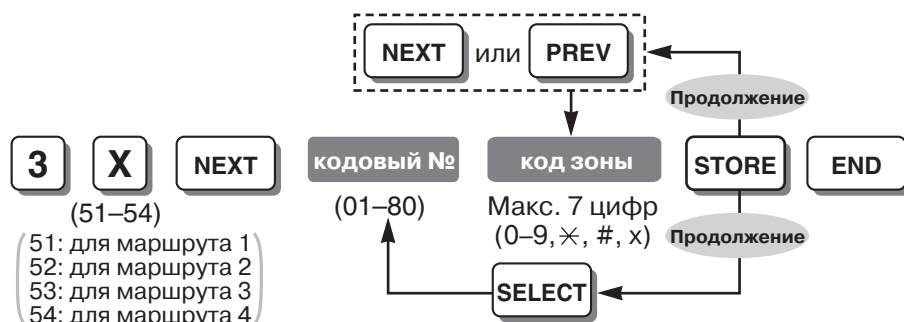 NEXT или PREV
Продолжение
3 X NEXT кодовый № код зоны STORE END
(51–54) (01–80) Макс. 7 цифр
(0–9, ✳, #, x) Продолжение
51: для маршрута 1
52: для маршрута 2
53: для маршрута 3
54: для маршрута 4
SELECT